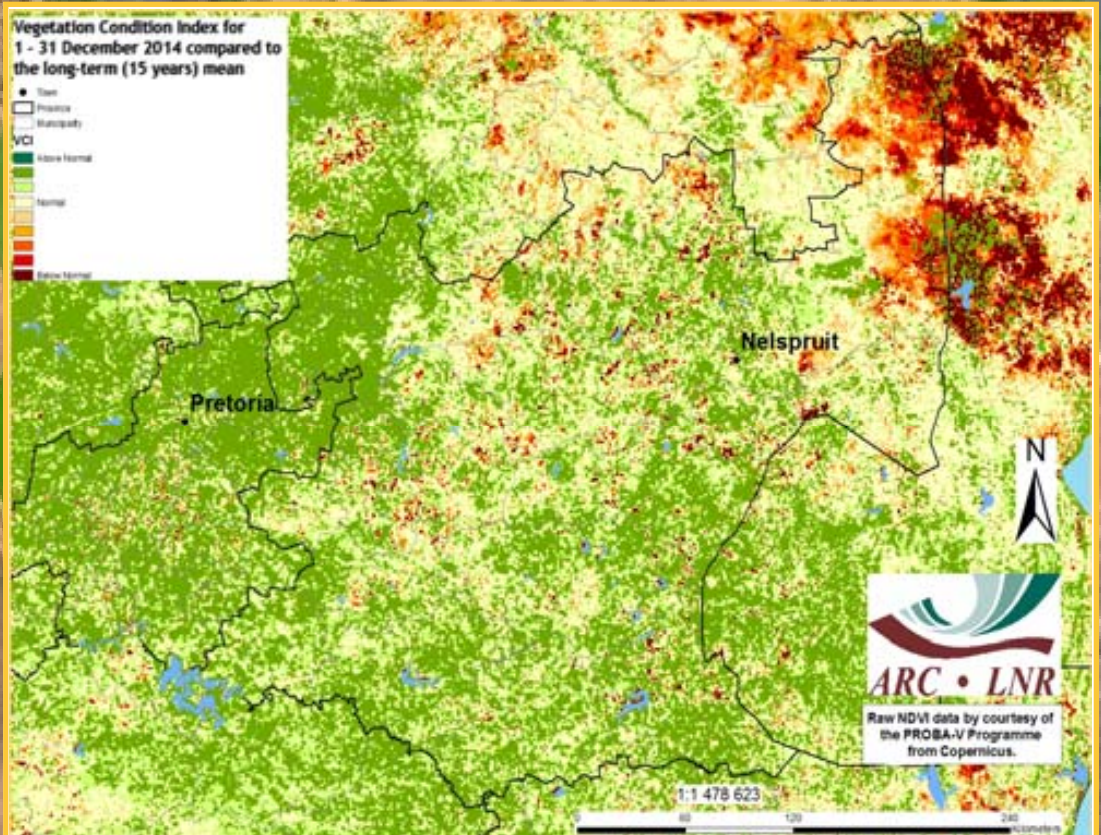 Vegetation Condition Index for
1 - 31 December 2014 compared to
the long-term (15 years) mean
Town
Province
Municipality
VCI
Above Normal
Normal
Below Normal
Nelspruit
Pretoria
N
ARC • LNR
Raw NDVI data by courtesy of
the PROBA-V Programme
from Copernicus.
1:1 478 623
0 60 120 240
Kilometers